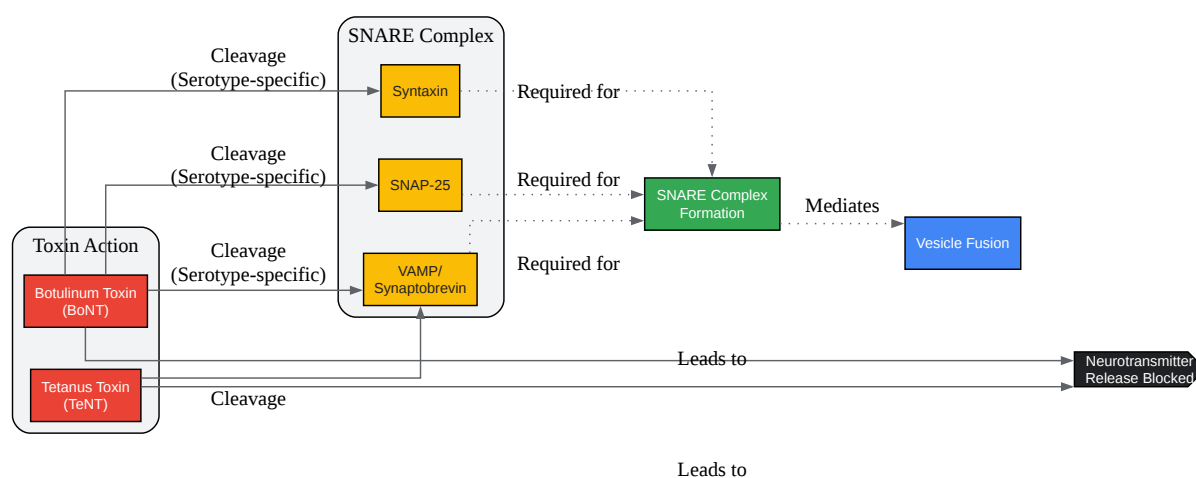 SNARE Complex
Cleavage
(Serotype-specific)
Syntaxin
Required for
Cleavage
(Serotype-specific)
SNAP-25
Required for
SNARE Complex
Formation
Mediates
Vesicle Fusion
Toxin Action
Cleavage
(Serotype-specific)
VAMP/
Synaptobrevin
Required for
Botulinum Toxin
(BoNT)
Leads to
Neurotransmitter
Release Blocked
Tetanus Toxin
(TeNT)
Cleavage
Leads to